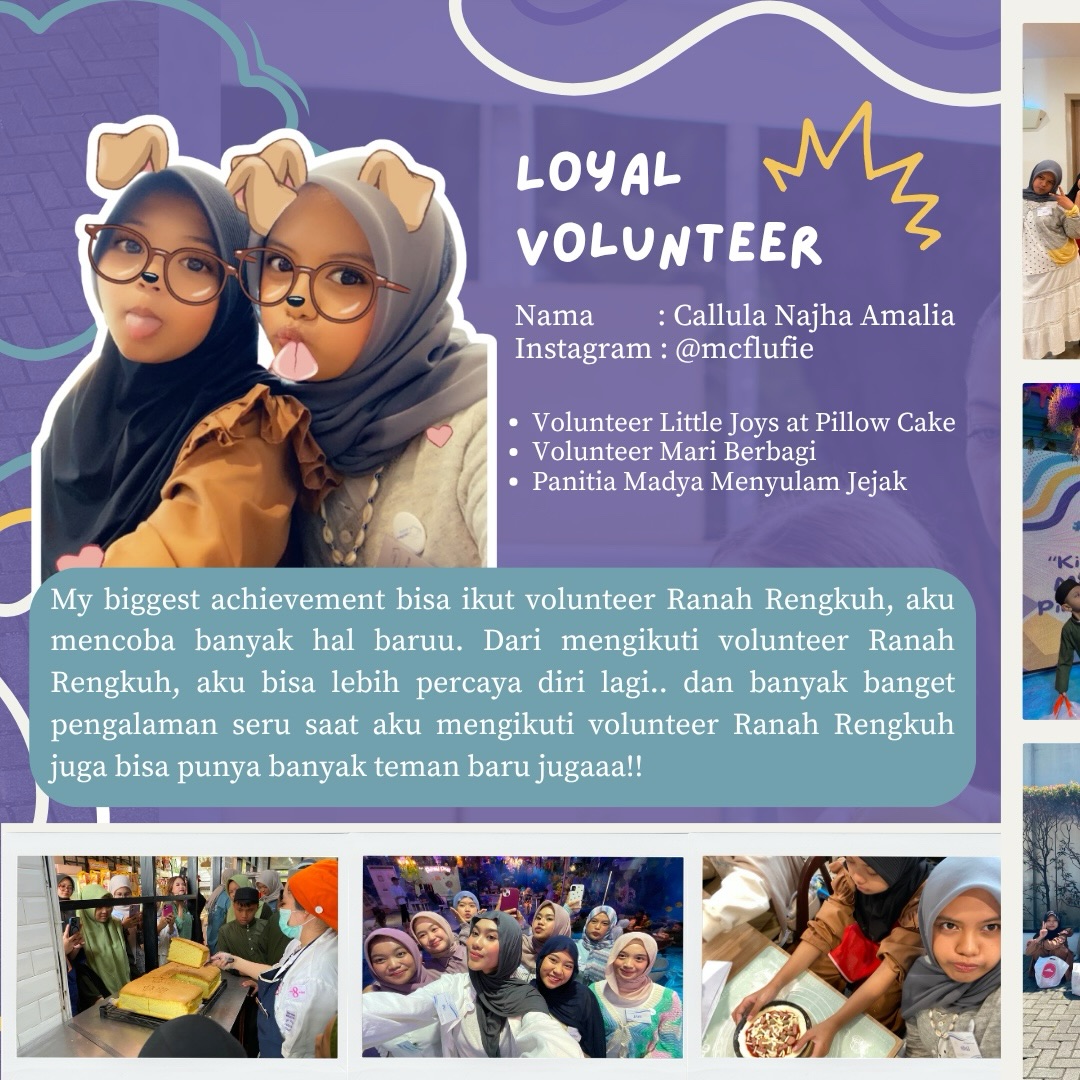 LOYAL
VOLUNTEER
Nama : Callula Najha Amalia
Instagram : @mcflufie
• Volunteer Little Joys at Pillow Cake
• Volunteer Mari Berbagi
• Panitia Madya Menyulam Jejak
My biggest achievement bisa ikut volunteer Ranah Rengkuh, aku
mencoba banyak hal baruu. Dari mengikuti volunteer Ranah
Rengkuh, aku bisa lebih percaya diri lagi.. dan banyak banget
pengalaman seru saat aku mengikuti volunteer Ranah Rengkuh
juga bisa punya banyak teman baru jugaaa!!
"Ki